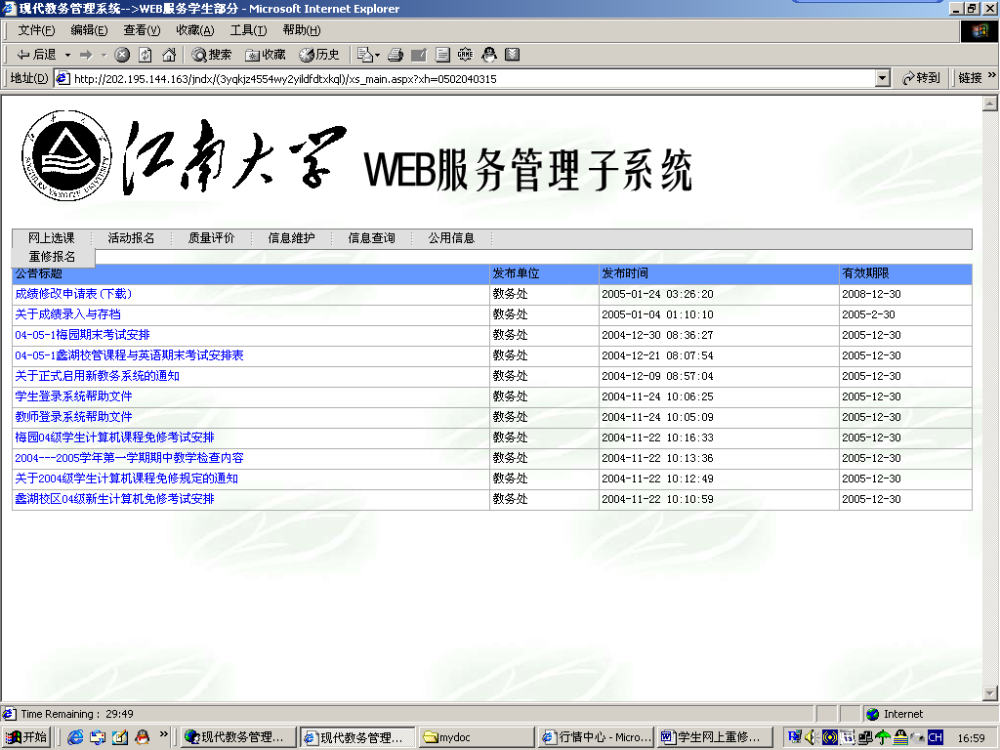 现代教务管理系统-->WEB服务学生部分 - Microsoft Internet Explorer
文件(F) 编辑(E) 查看(V) 收藏(A) 工具(T) 帮助(H)
后退 搜索 收藏 历史
地址(D) http://202.195.144.163/jndx/(3yqkjz4554wy2yildfdtxkql)/xs_main.aspx?xh=0502040315 转到 链接 »
SOUTHERN YANGTZE UNIVERSITY
江南大学 WEB服务管理子系统
网上选课 活动报名 质量评价 信息维护 信息查询 公用信息
重修报名
公告标题 发布单位 发布时间 有效期限
成绩修改申请表(下载) 教务处 2005-01-24 03:26:20 2008-12-30
关于成绩录入与存档 教务处 2005-01-04 01:10:10 2005-2-30
04-05-1梅园期末考试安排 教务处 2004-12-30 08:36:27 2005-12-30
04-05-1蠡湖校管课程与英语期末考试安排表 教务处 2004-12-21 08:07:54 2005-12-30
关于正式启用新教务系统的通知 教务处 2004-12-09 08:57:04 2005-12-30
学生登录系统帮助文件 教务处 2004-11-24 10:06:25 2005-12-30
教师登录系统帮助文件 教务处 2004-11-24 10:05:09 2005-12-30
梅园04级学生计算机课程免修考试安排 教务处 2004-11-22 10:16:33 2005-12-30
2004---2005学年第一学期期中教学检查内容 教务处 2004-11-22 10:13:36 2005-12-30
关于2004级学生计算机课程免修规定的通知 教务处 2004-11-22 10:12:49 2005-12-30
蠡湖校区04级新生计算机免修考试安排 教务处 2004-11-22 10:10:59 2005-12-30
Time Remaining : 29:49 Internet
开始 » 现代教务管理... 现代教务管理... mydoc 行情中心 - Micro... 学生网上重修... CH 16:59